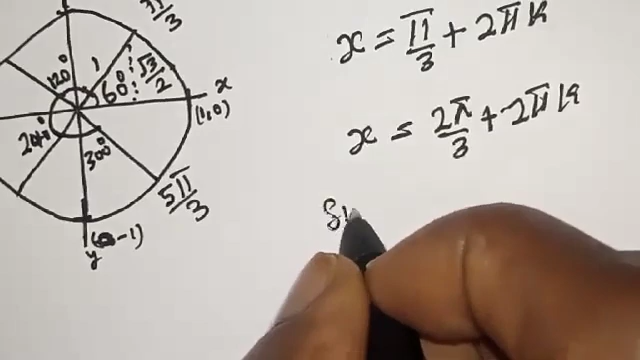 π/3
120°
1
60°
√3/2
x
(1,0)
240°
300°
5π/3
(0-1)
y
x = π/3 + 2πk
x = 2π/3 + 2πk
Si